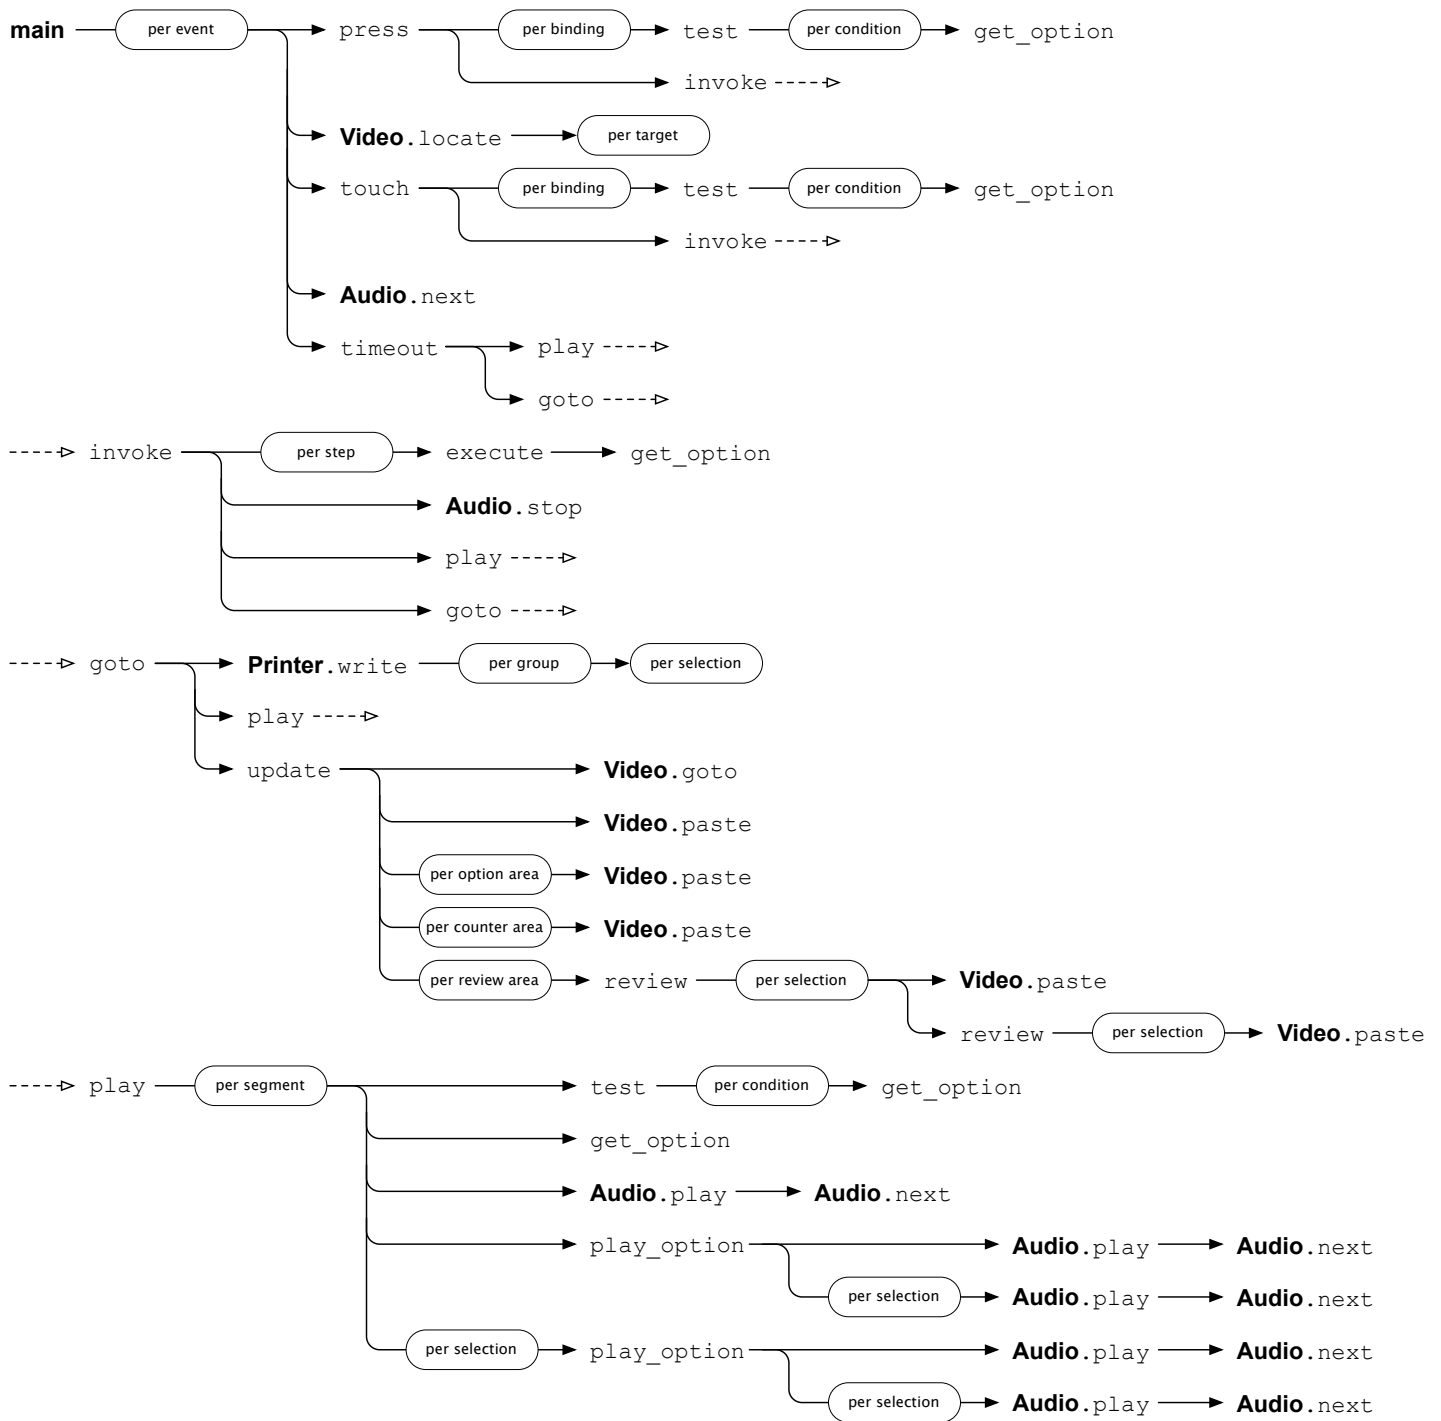 main per event press per binding test per condition get_option
invoke
Video.locate per target
touch per binding test per condition get_option
invoke
Audio.next
timeout play
goto
invoke per step execute get_option
Audio.stop
play
goto
goto Printer.write per group per selection
play
update Video.goto
Video.paste
per option area Video.paste
per counter area Video.paste
per review area review per selection Video.paste
review per selection Video.paste
play per segment test per condition get_option
get_option
Audio.play Audio.next
play_option Audio.play Audio.next
per selection Audio.play Audio.next
per selection play_option Audio.play Audio.next
per selection Audio.play Audio.next